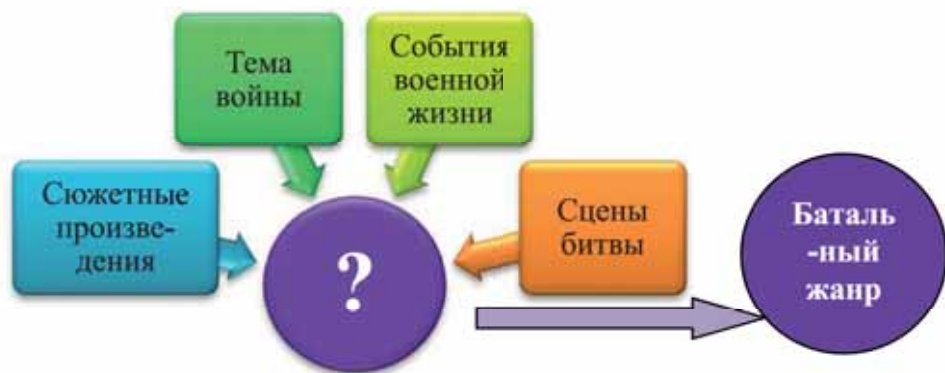 Тема
войны
События
военной
жизни
Сюжетные
произве-
дения
?
Сцены
битвы
Баталь
-ный
жанр